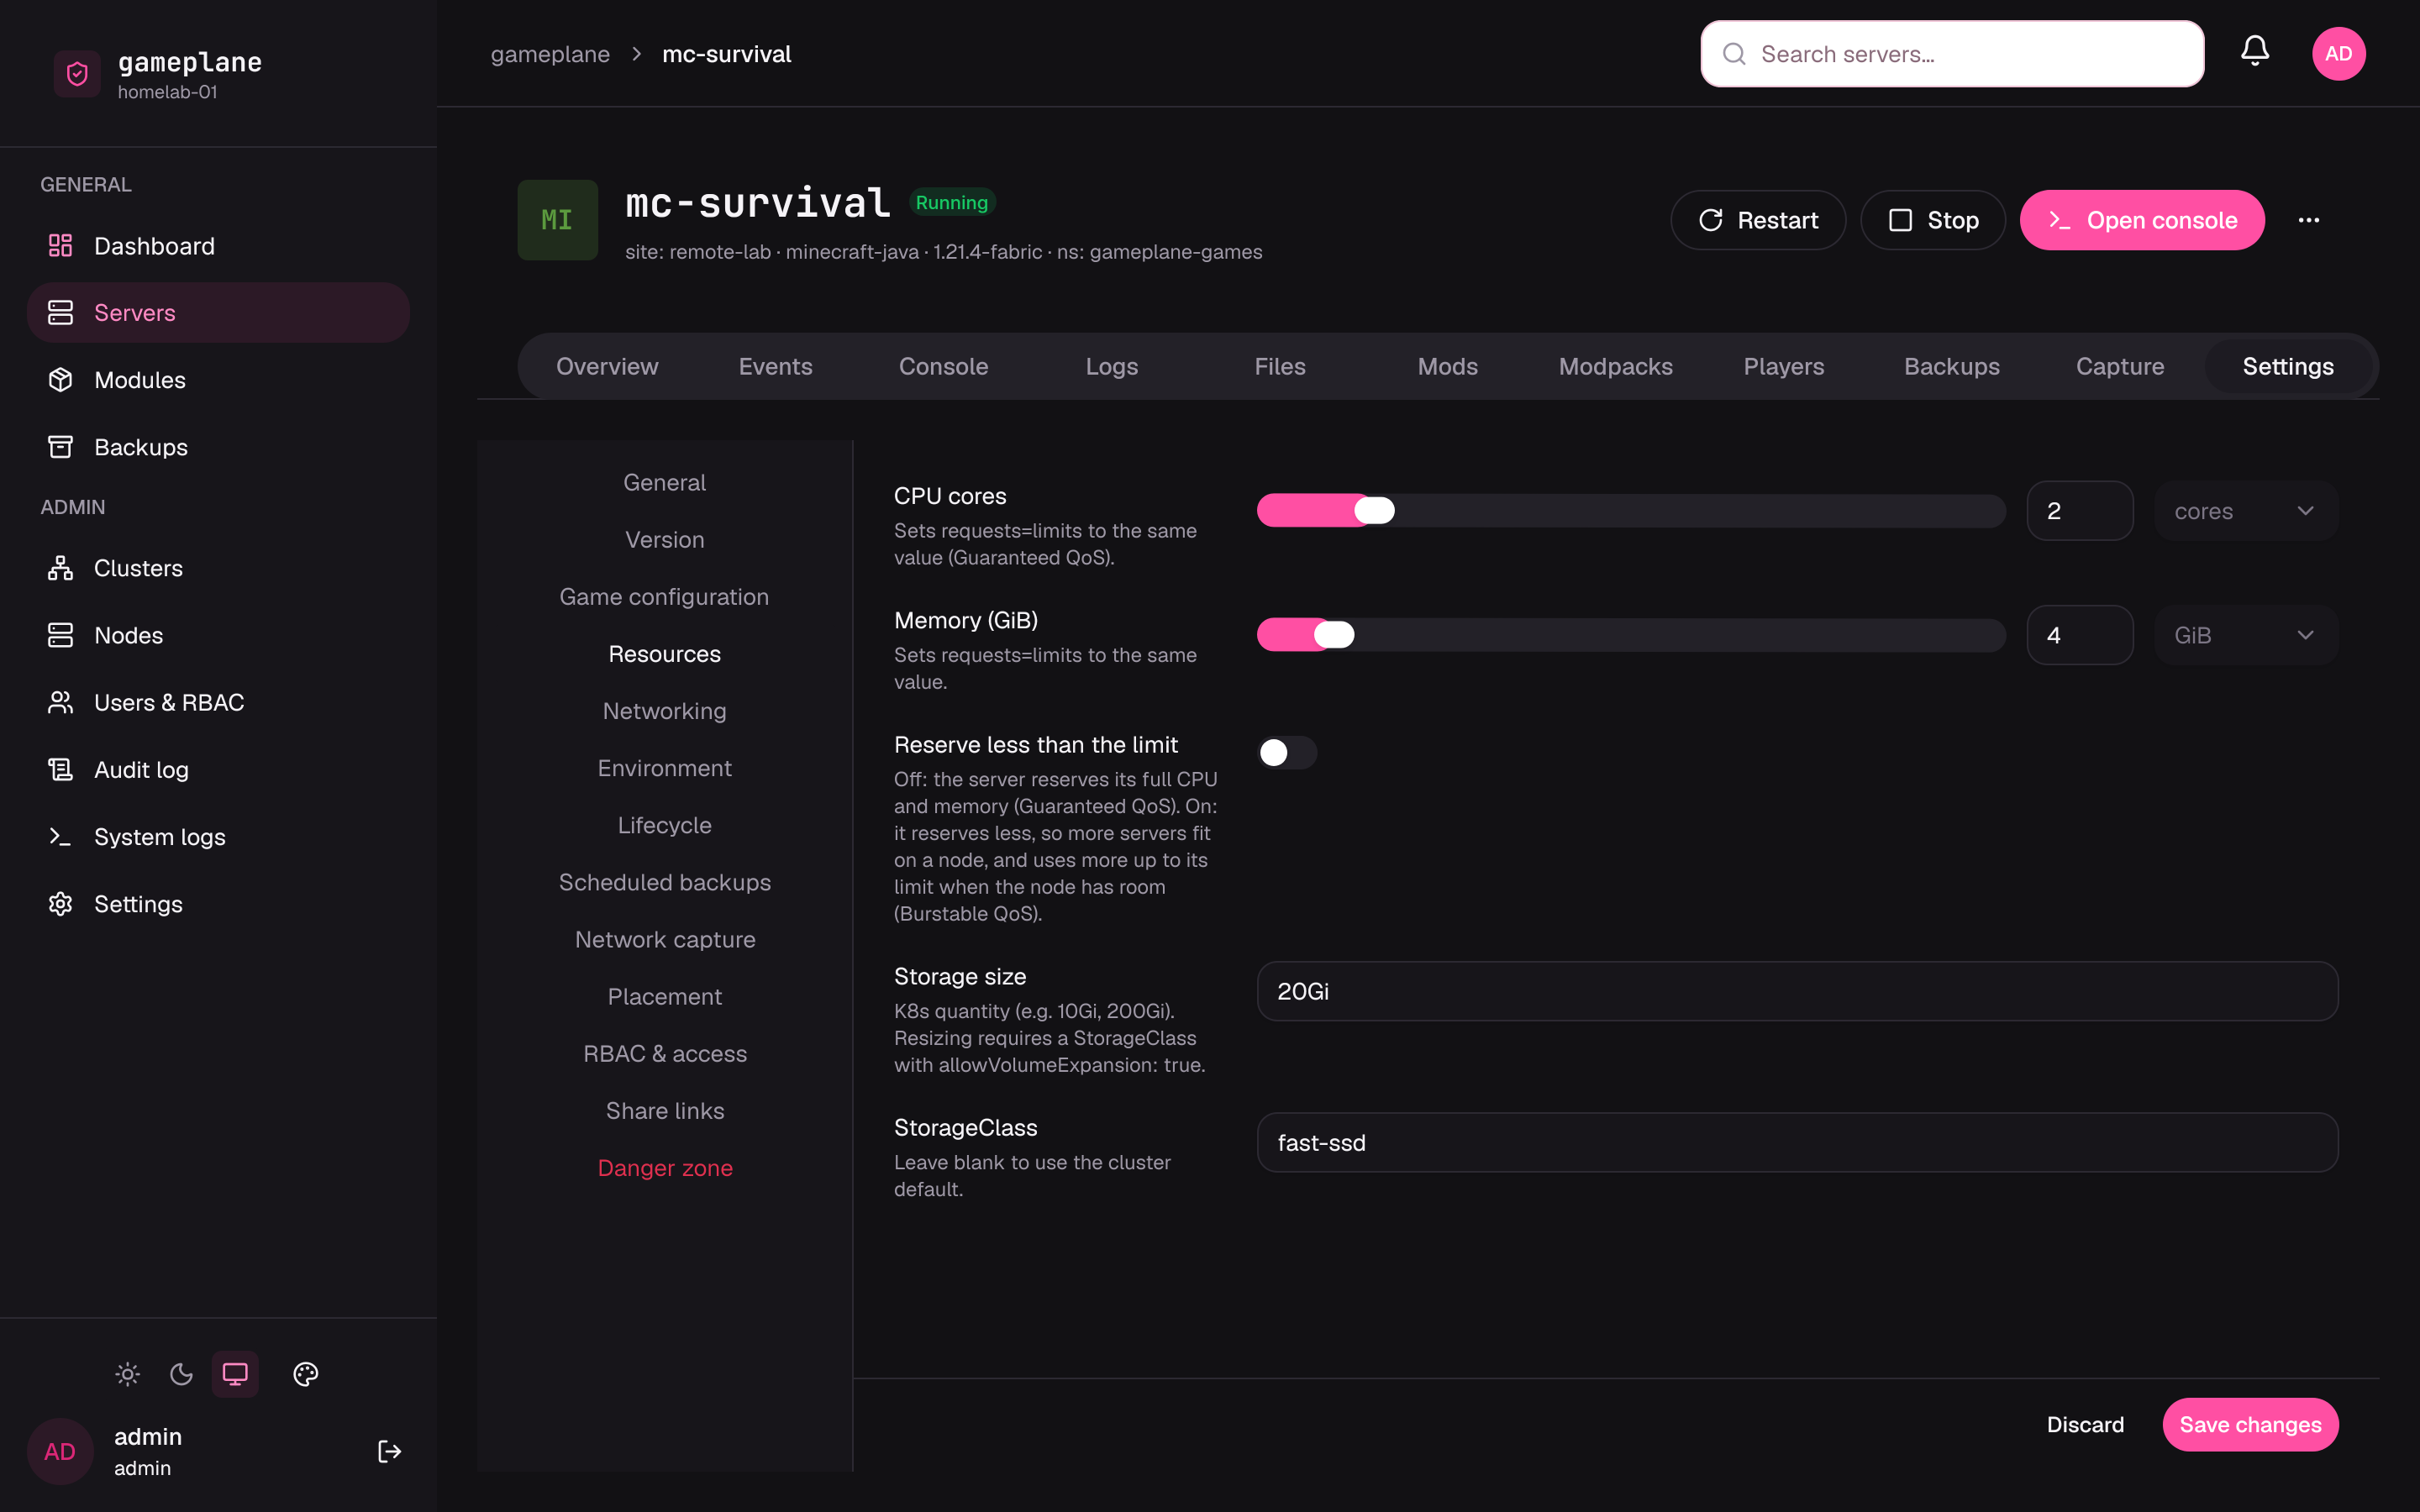 gameplane
homelab-01
GENERAL
Dashboard
Servers
Modules
Backups
ADMIN
Clusters
Nodes
Users & RBAC
Audit log
System logs
Settings
AD
admin
admin
gameplane > mc-survival
Search servers...
AD
MI
mc-survival
Running
site: remote-lab · minecraft-java · 1.21.4-fabric · ns: gameplane-games
Restart
Stop
Open console
Overview
Events
Console
Logs
Files
Mods
Modpacks
Players
Backups
Capture
Settings
General
Version
Game configuration
Resources
Networking
Environment
Lifecycle
Scheduled backups
Network capture
Placement
RBAC & access
Share links
Danger zone
CPU cores
Sets requests=limits to the same
value (Guaranteed QoS).
2
cores
Memory (GiB)
Sets requests=limits to the same
value.
4
GiB
Reserve less than the limit
Off: the server reserves its full CPU
and memory (Guaranteed QoS). On:
it reserves less, so more servers fit
on a node, and uses more up to its
limit when the node has room
(Burstable QoS).
Storage size
K8s quantity (e.g. 10Gi, 200Gi).
Resizing requires a StorageClass
with allowVolumeExpansion: true.
20Gi
StorageClass
Leave blank to use the cluster
default.
fast-ssd
Discard
Save changes